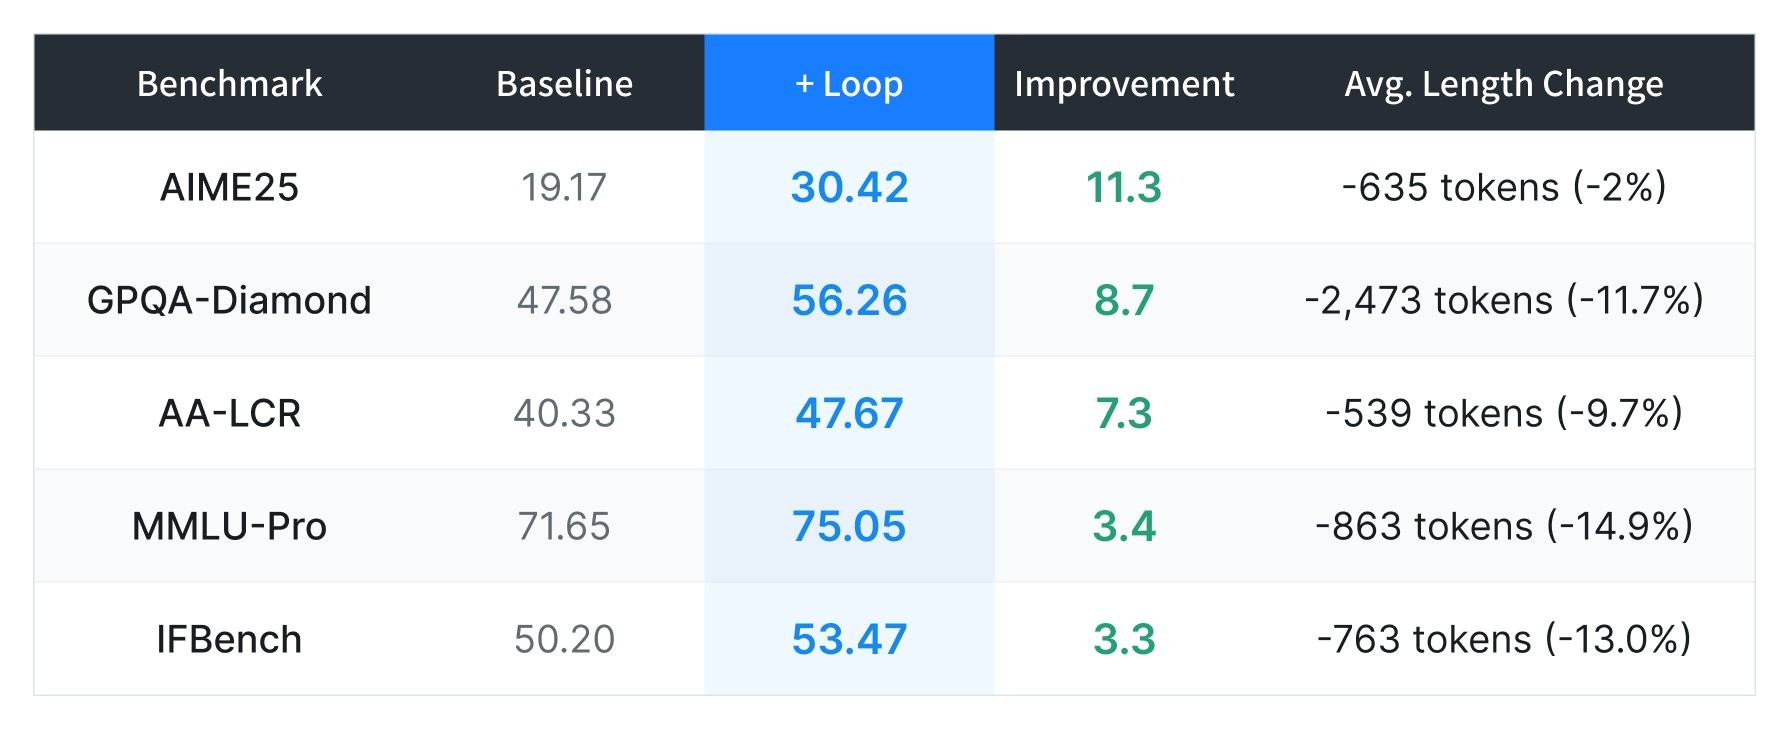 Benchmark Baseline + Loop Improvement Avg. Length Change
AIME25 19.17 30.42 11.3 -635 tokens (-2%)
GPQA-Diamond 47.58 56.26 8.7 -2,473 tokens (-11.7%)
AA-LCR 40.33 47.67 7.3 -539 tokens (-9.7%)
MMLU-Pro 71.65 75.05 3.4 -863 tokens (-14.9%)
IFBench 50.20 53.47 3.3 -763 tokens (-13.0%)